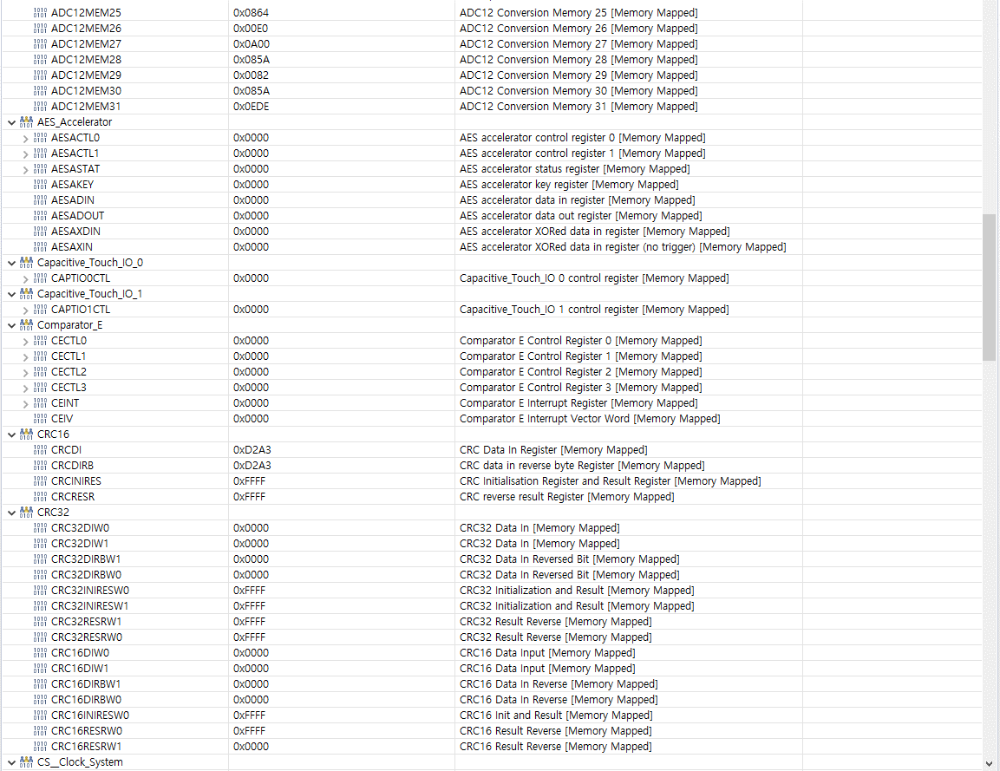 ADC12MEM25 0x0864 ADC12 Conversion Memory 25 [Memory Mapped]
ADC12MEM26 0x00E0 ADC12 Conversion Memory 26 [Memory Mapped]
ADC12MEM27 0x0A00 ADC12 Conversion Memory 27 [Memory Mapped]
ADC12MEM28 0x085A ADC12 Conversion Memory 28 [Memory Mapped]
ADC12MEM29 0x0082 ADC12 Conversion Memory 29 [Memory Mapped]
ADC12MEM30 0x085A ADC12 Conversion Memory 30 [Memory Mapped]
ADC12MEM31 0x0EDE ADC12 Conversion Memory 31 [Memory Mapped]
AES_Accelerator
AESACTL0 0x0000 AES accelerator control register 0 [Memory Mapped]
AESACTL1 0x0000 AES accelerator control register 1 [Memory Mapped]
AESASTAT 0x0000 AES accelerator status register [Memory Mapped]
AESAKEY 0x0000 AES accelerator key register [Memory Mapped]
AESADIN 0x0000 AES accelerator data in register [Memory Mapped]
AESADOUT 0x0000 AES accelerator data out register [Memory Mapped]
AESAXDIN 0x0000 AES accelerator XORed data in register [Memory Mapped]
AESAXIN 0x0000 AES accelerator XORed data in register (no trigger) [Memory Mapped]
Capacitive_Touch_IO_0
CAPTIO0CTL 0x0000 Capacitive_Touch_IO 0 control register [Memory Mapped]
Capacitive_Touch_IO_1
CAPTIO1CTL 0x0000 Capacitive_Touch_IO 1 control register [Memory Mapped]
Comparator_E
CECTL0 0x0000 Comparator E Control Register 0 [Memory Mapped]
CECTL1 0x0000 Comparator E Control Register 1 [Memory Mapped]
CECTL2 0x0000 Comparator E Control Register 2 [Memory Mapped]
CECTL3 0x0000 Comparator E Control Register 3 [Memory Mapped]
CEINT 0x0000 Comparator E Interrupt Register [Memory Mapped]
CEIV 0x0000 Comparator E Interrupt Vector Word [Memory Mapped]
CRC16
CRCDI 0xD2A3 CRC Data In Register [Memory Mapped]
CRCDIRB 0xD2A3 CRC data in reverse byte Register [Memory Mapped]
CRCINIRES 0xFFFF CRC Initialisation Register and Result Register [Memory Mapped]
CRCRESR 0xFFFF CRC reverse result Register [Memory Mapped]
CRC32
CRC32DIW0 0x0000 CRC32 Data In [Memory Mapped]
CRC32DIW1 0x0000 CRC32 Data In [Memory Mapped]
CRC32DIRBW1 0x0000 CRC32 Data In Reversed Bit [Memory Mapped]
CRC32DIRBW0 0x0000 CRC32 Data In Reversed Bit [Memory Mapped]
CRC32INIRESW0 0xFFFF CRC32 Initialization and Result [Memory Mapped]
CRC32INIRESW1 0xFFFF CRC32 Initialization and Result [Memory Mapped]
CRC32RESRW1 0xFFFF CRC32 Result Reverse [Memory Mapped]
CRC32RESRW0 0xFFFF CRC32 Result Reverse [Memory Mapped]
CRC16DIW0 0x0000 CRC16 Data Input [Memory Mapped]
CRC16DIW1 0x0000 CRC16 Data Input [Memory Mapped]
CRC16DIRBW1 0x0000 CRC16 Data In Reverse [Memory Mapped]
CRC16DIRBW0 0x0000 CRC16 Data In Reverse [Memory Mapped]
CRC16INIRESW0 0xFFFF CRC16 Init and Result [Memory Mapped]
CRC16RESRW0 0xFFFF CRC16 Result Reverse [Memory Mapped]
CRC16RESRW1 0x0000 CRC16 Result Reverse [Memory Mapped]
CS__Clock_System